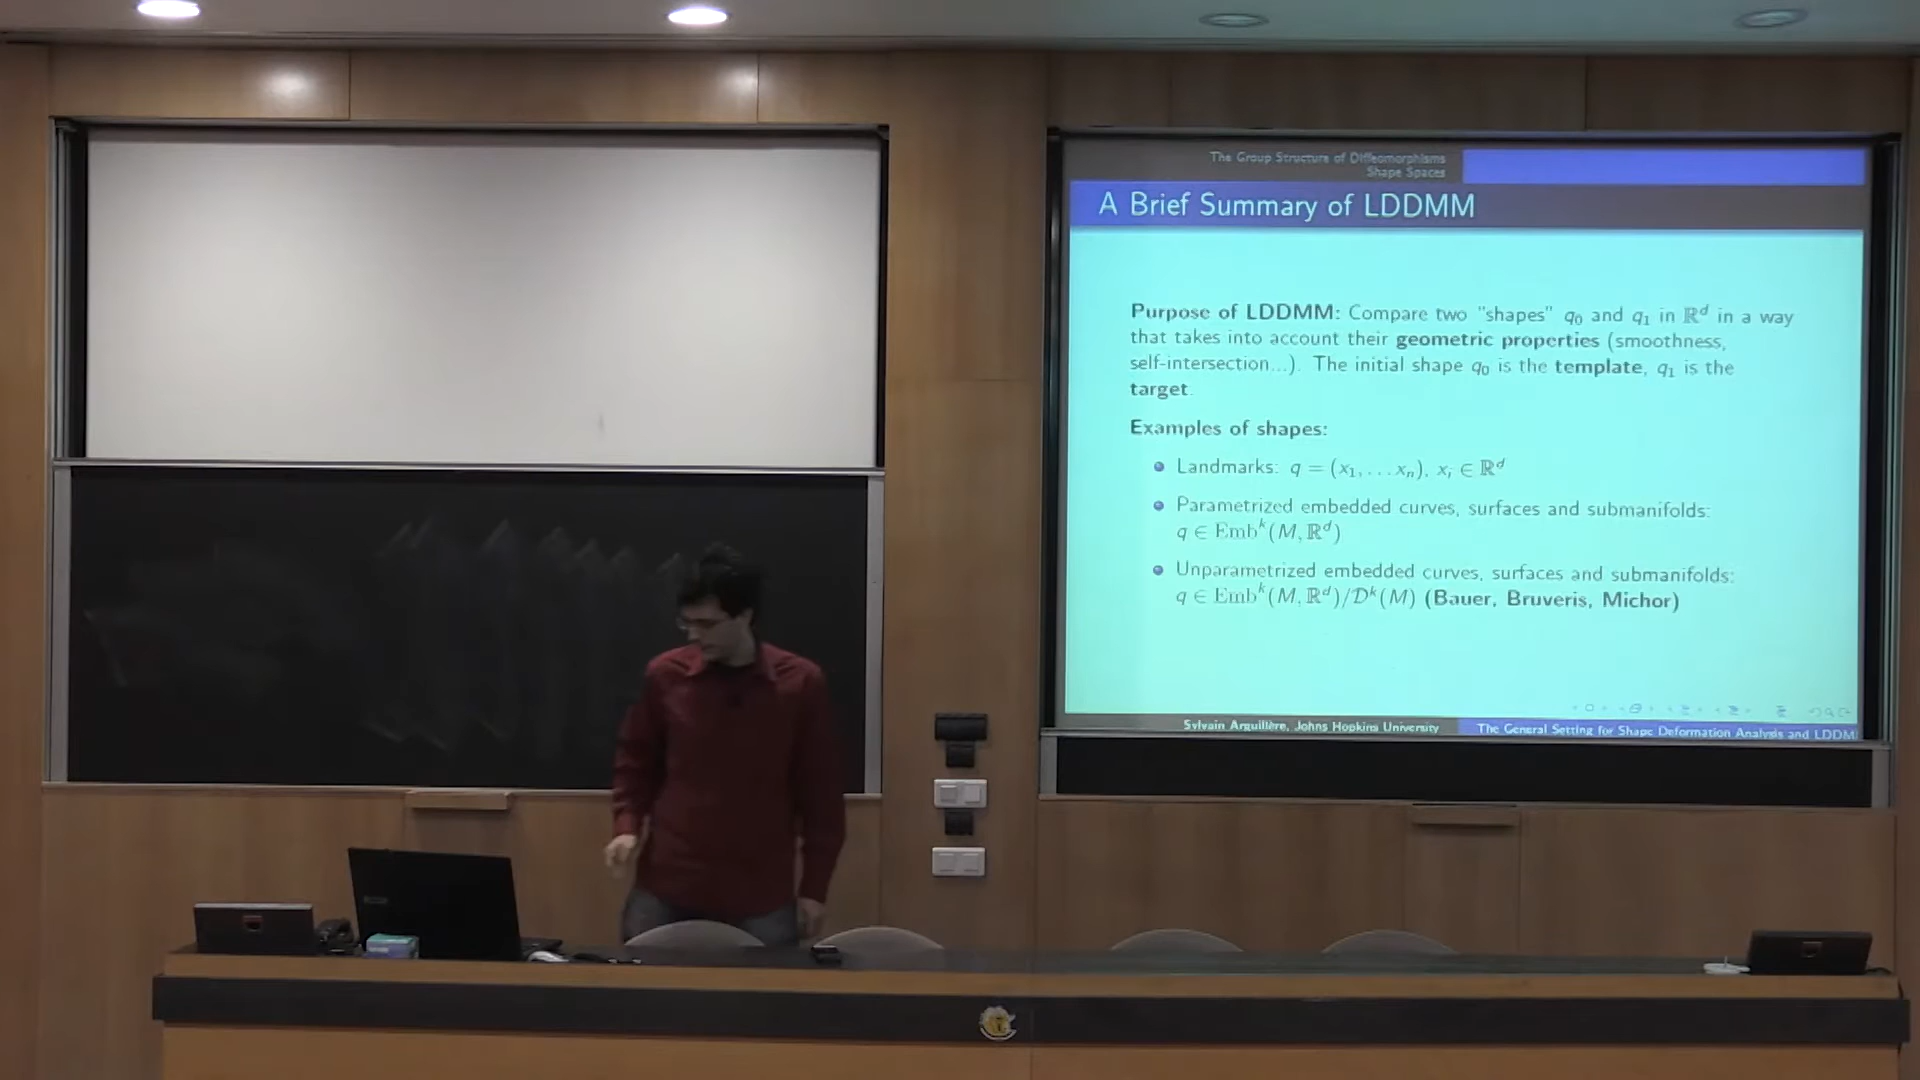 The Group Structure of Diffeomorphisms
Shape Spaces
A Brief Summary of LDDMM
Purpose of LDDMM: Compare two "shapes" q₀ and q₁ in ℝᵈ in a way
that takes into account their geometric properties (smoothness,
self-intersection...). The initial shape q₀ is the template, q₁ is the
target.
Examples of shapes:
Landmarks: q = (x₁, . . . xₙ), xᵢ ∈ ℝᵈ
Parametrized embedded curves, surfaces and submanifolds:
q ∈ Embᵏ(M, ℝᵈ)
Unparametrized embedded curves, surfaces and submanifolds:
q ∈ Embᵏ(M, ℝᵈ)/𝒟ᵏ(M) (Bauer, Bruveris, Michor)
Sylvain Arguillère, Johns Hopkins University
The General Setting for Shape Deformation Analysis and LDDM